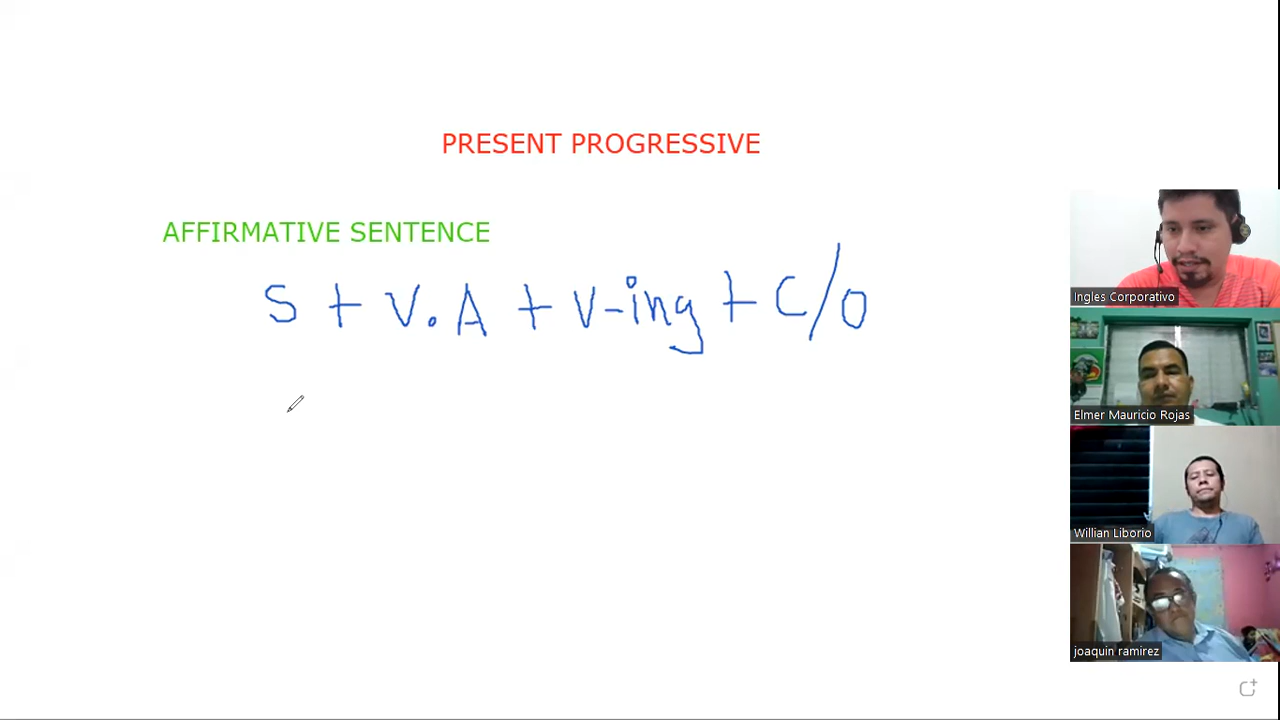 PRESENT PROGRESSIVE
AFFIRMATIVE SENTENCE
S + V.A + V-ing + C/O
Ingles Corporativo
Elmer Mauricio Rojas
Willian Liborio
joaquin ramirez